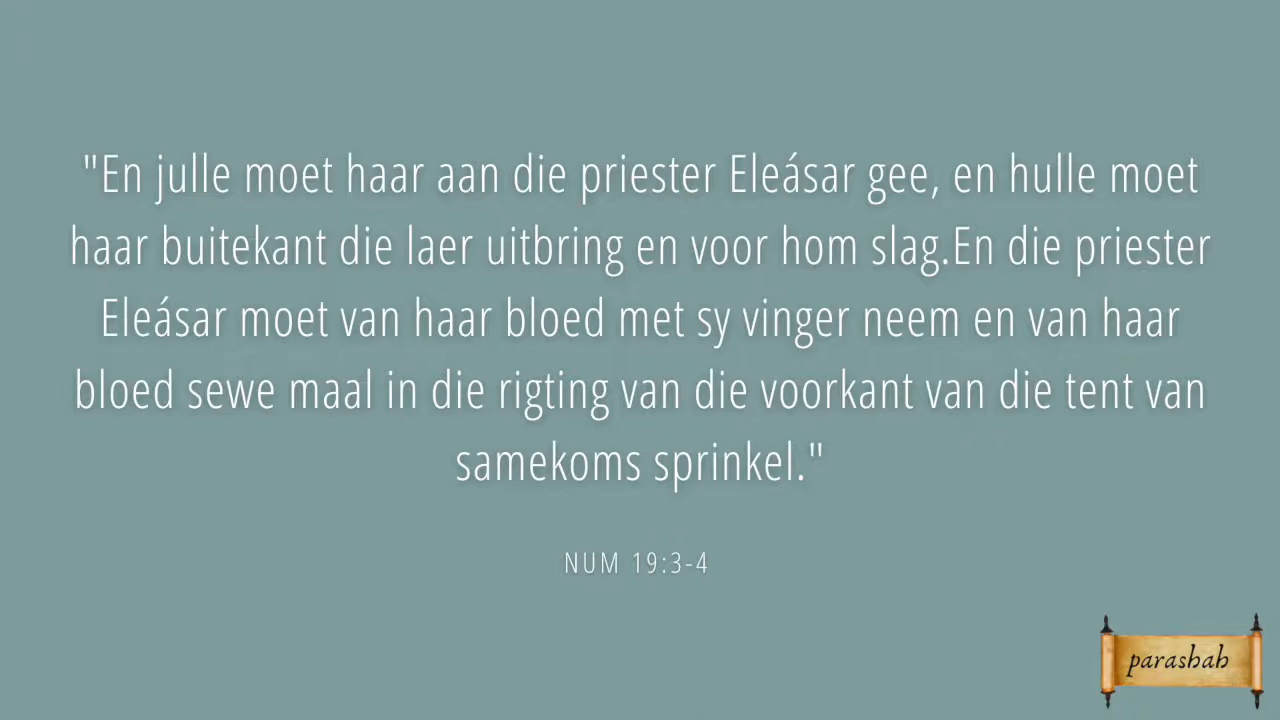 "En julle moet haar aan die priester Eleásar gee, en hulle moet
haar buitekant die laer uitbring en voor hom slag.En die priester
Eleásar moet van haar bloed met sy vinger neem en van haar
bloed sewe maal in die rigting van die voorkant van die tent van
samekoms sprinkel."
NUM 19:3-4
parashah